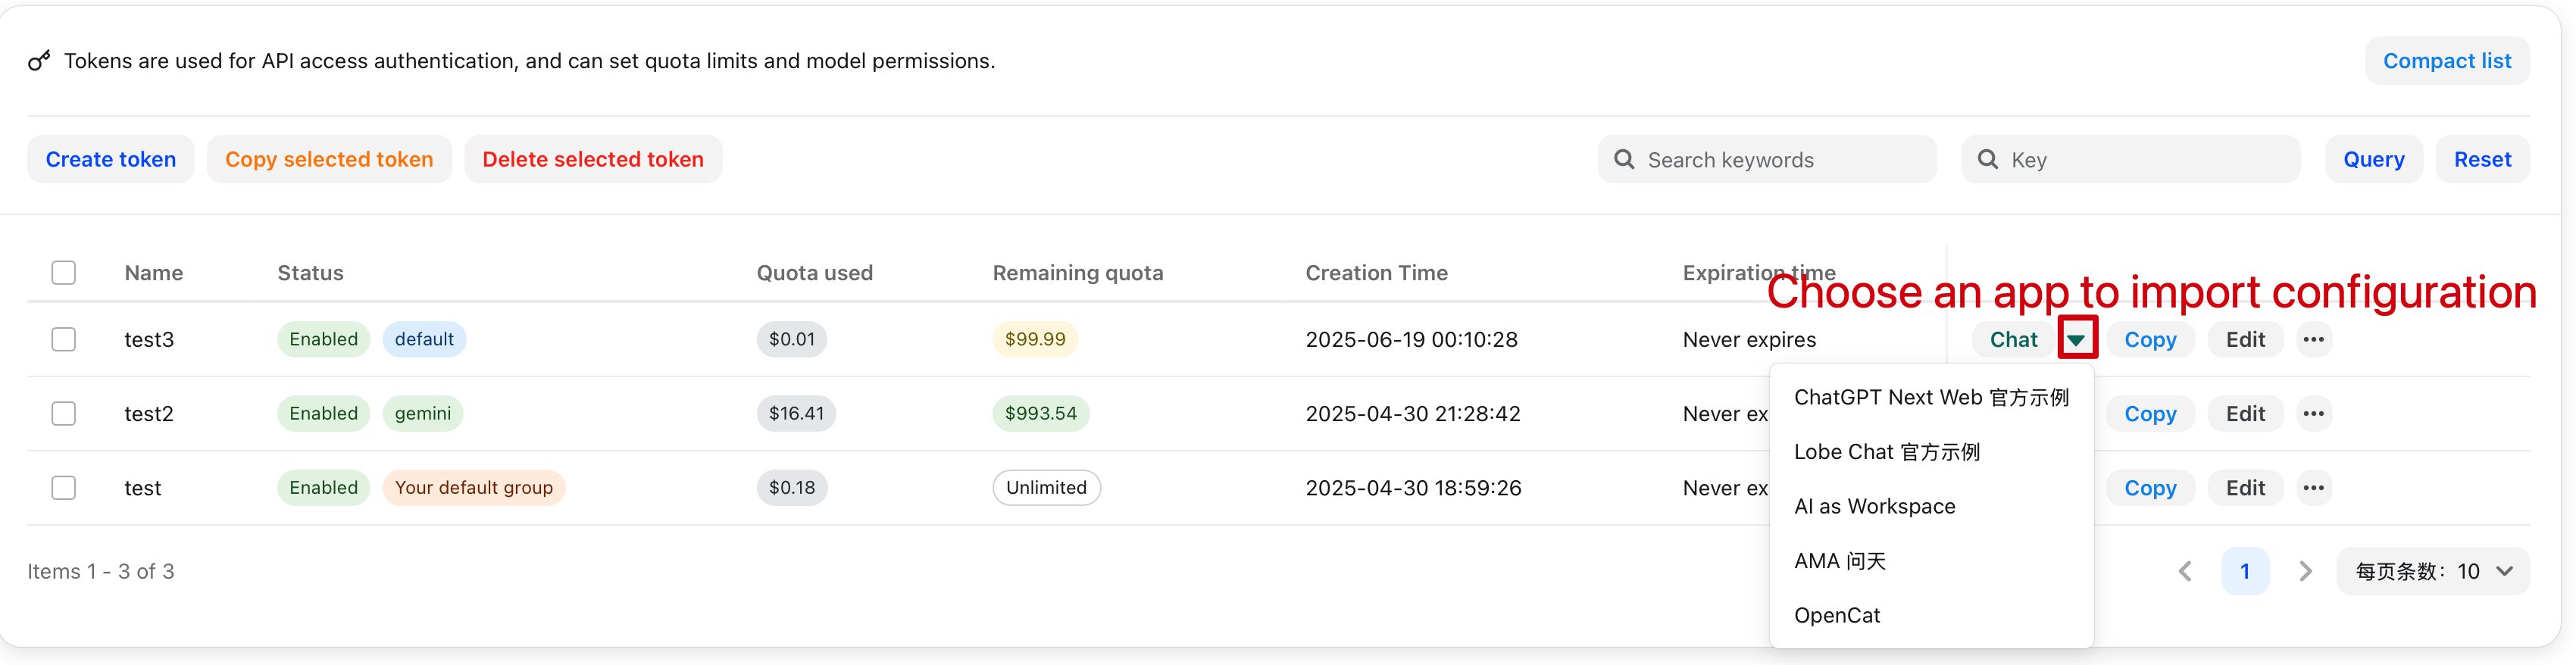 Tokens are used for API access authentication, and can set quota limits and model permissions. Compact list
Create token Copy selected token Delete selected token Search keywords Key Query Reset
Name Status Quota used Remaining quota Creation Time Expiration time
Choose an app to import configuration
test3 Enabled default $0.01 $99.99 2025-06-19 00:10:28 Never expires Chat Copy Edit •••
test2 Enabled gemini $16.41 $993.54 2025-04-30 21:28:42 Never ex Copy Edit •••
test Enabled Your default group $0.18 Unlimited 2025-04-30 18:59:26 Never ex Copy Edit •••
ChatGPT Next Web 官方示例
Lobe Chat 官方示例
AI as Workspace
AMA 问天
OpenCat
Items 1 - 3 of 3 1 每页条数：10